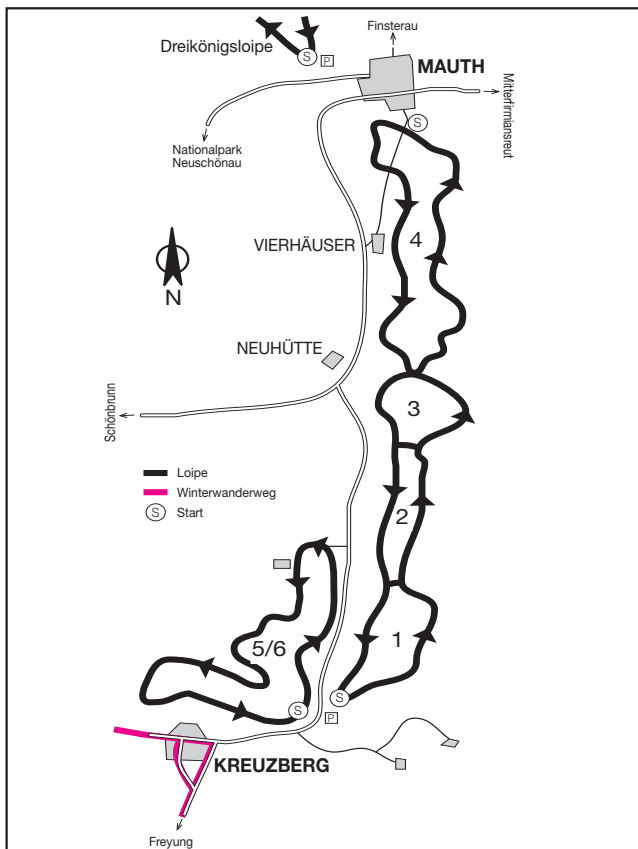 Finsterau
Dreikönigsloipe
S
P
MAUTH
Mitterfirmiansreut
S
Nationalpark
Neuschönau
4
VIERHÄUSER
N
NEUHÜTTE
3
Schönbrunn
Loipe
Winterwanderweg
S Start
2
1
5/6
S
S
P
KREUZBERG
Freyung